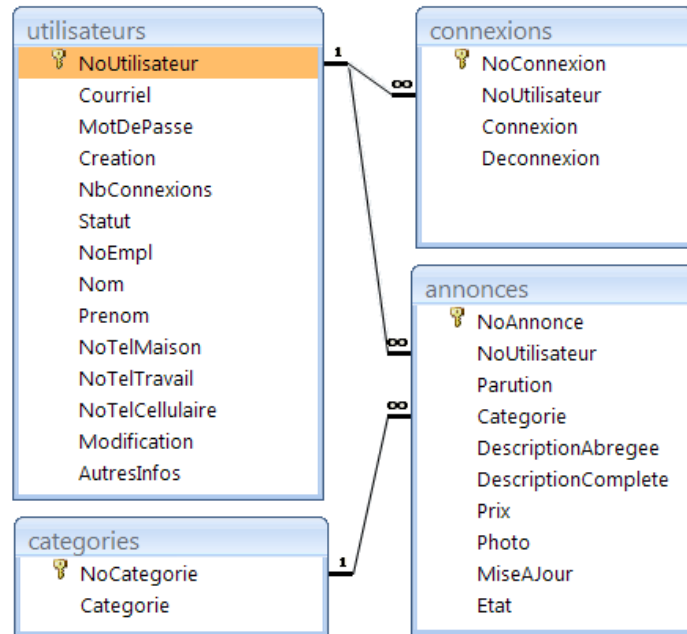 utilisateurs
NoUtilisateur
Courriel
MotDePasse
Creation
NbConnexions
Statut
NoEmpl
Nom
Prenom
NoTelMaison
NoTelTravail
NoTelCellulaire
Modification
AutresInfos
1
∞
∞
connexions
NoConnexion
NoUtilisateur
Connexion
Deconnexion
annonces
NoAnnonce
NoUtilisateur
Parution
Categorie
DescriptionAbregee
DescriptionComplete
Prix
Photo
MiseAJour
Etat
categories
NoCategorie
Categorie
1
∞